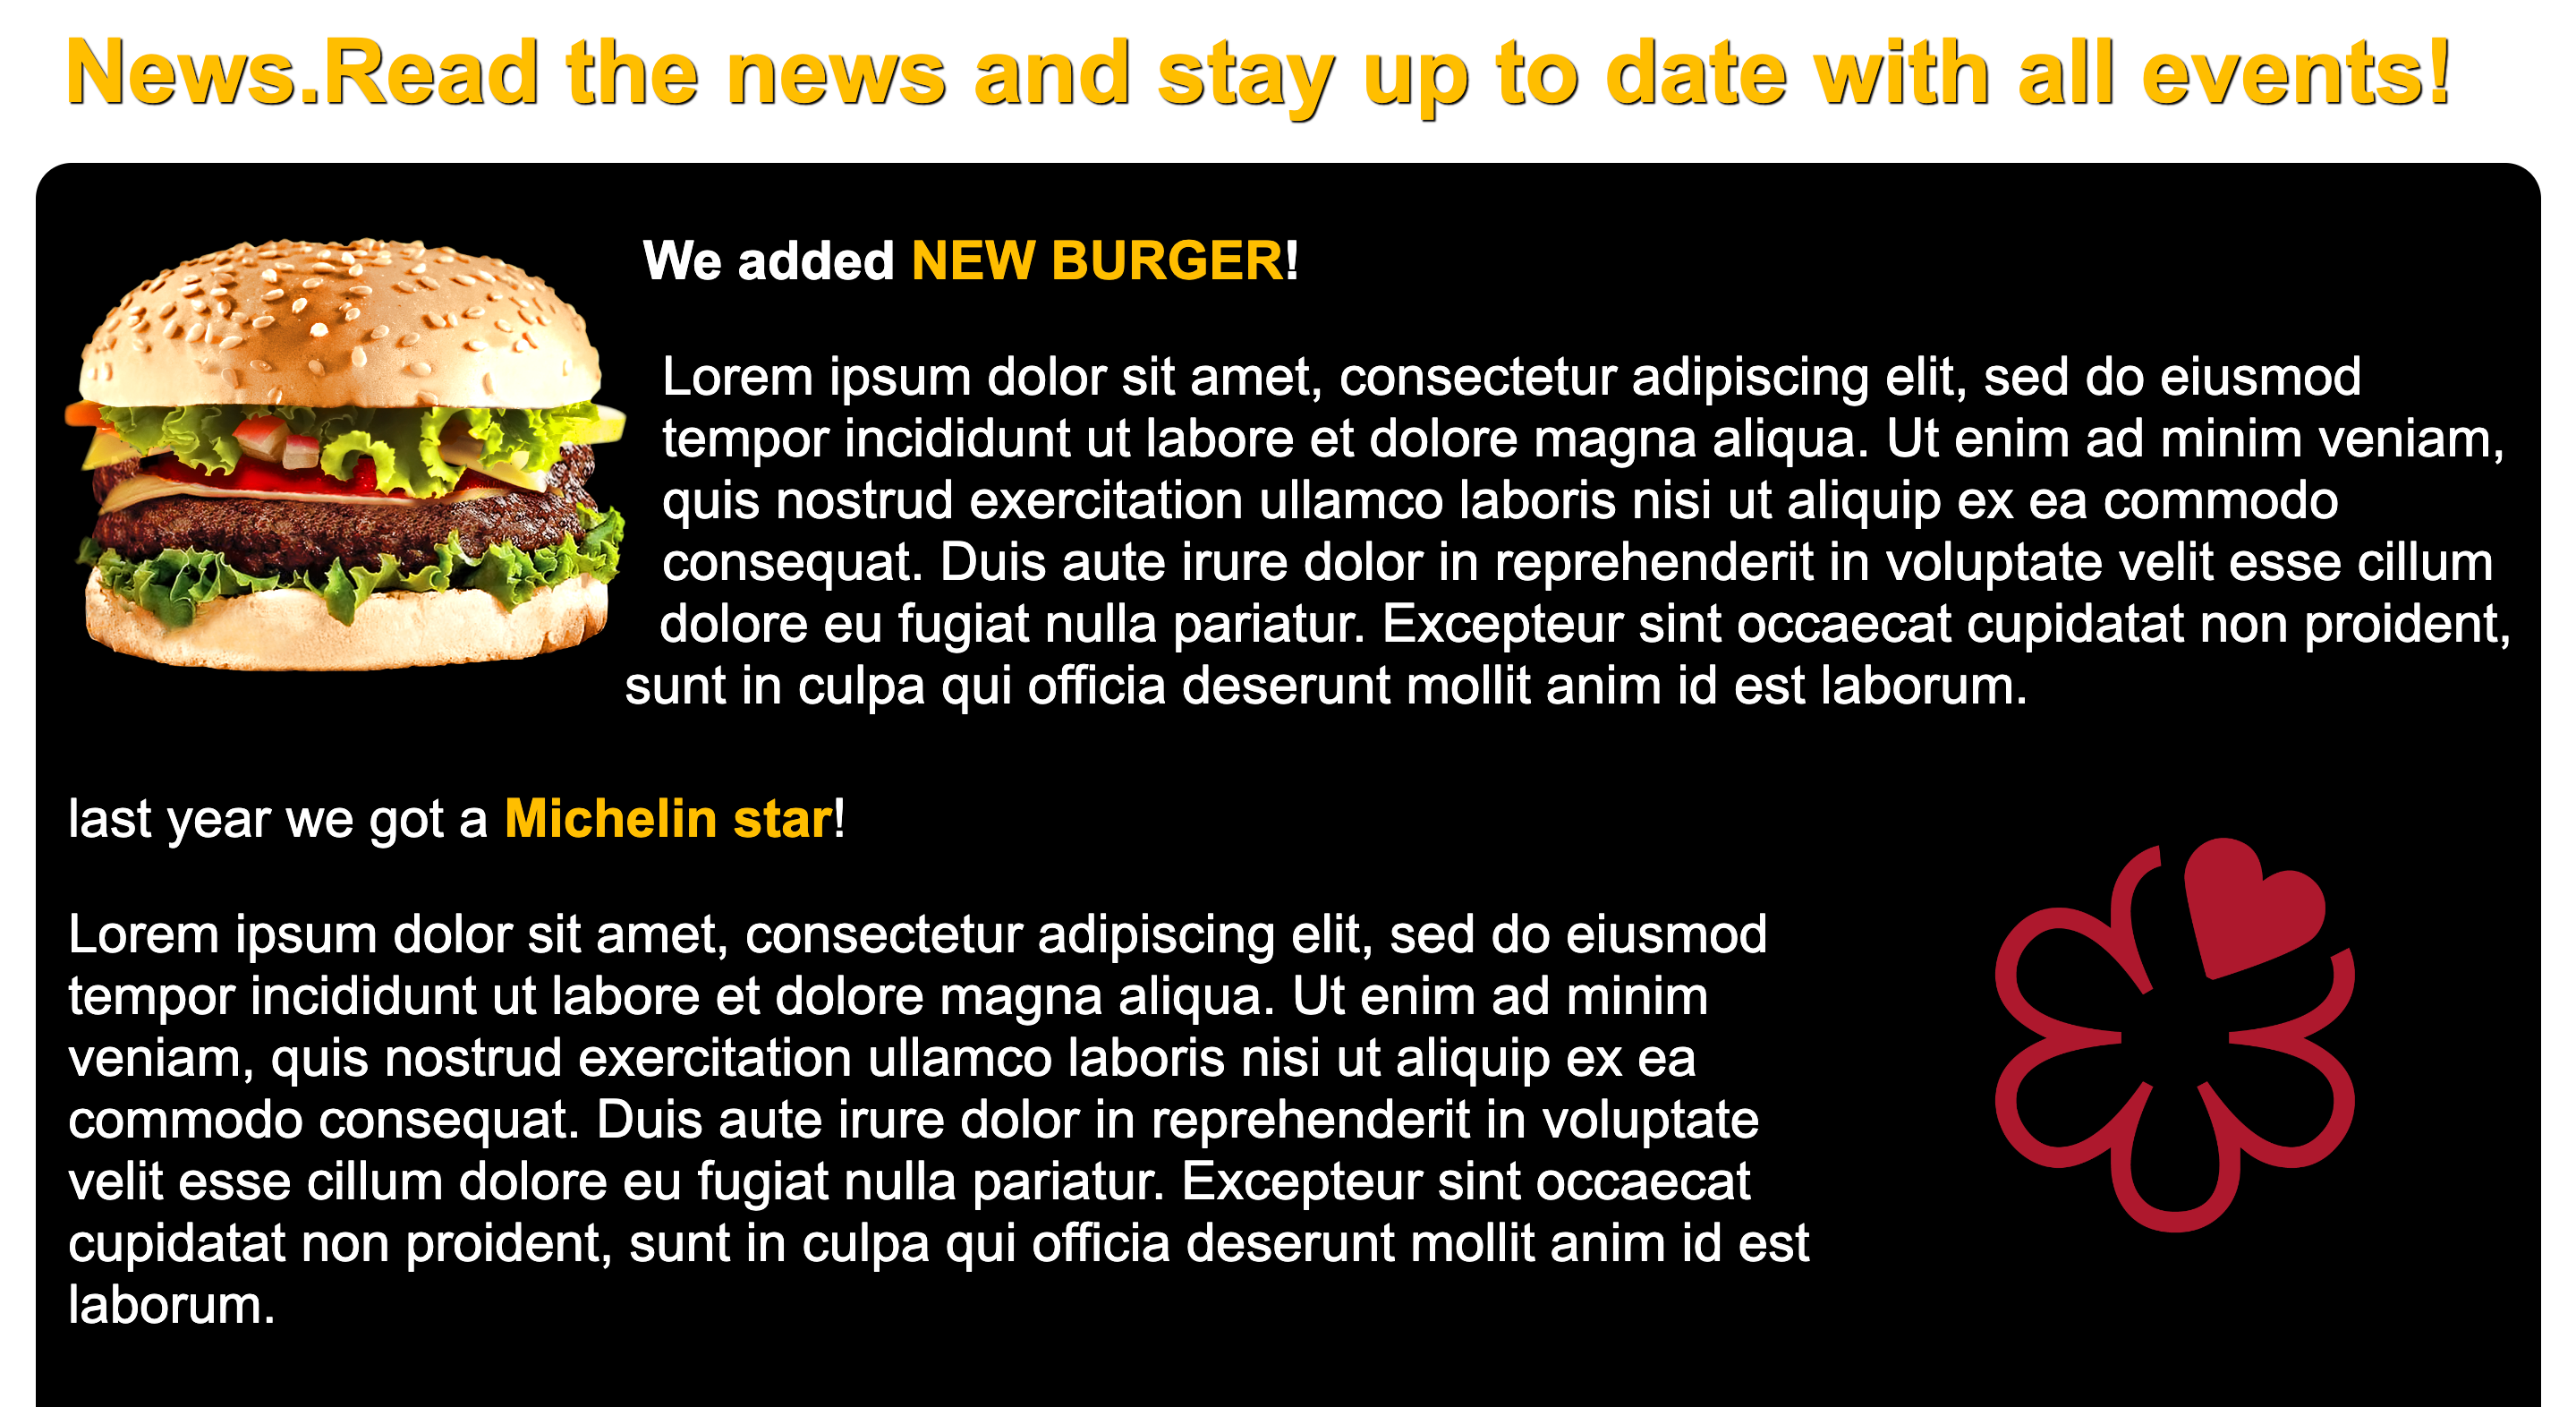 News.Read the news and stay up to date with all events!
We added NEW BURGER!
Lorem ipsum dolor sit amet, consectetur adipiscing elit, sed do eiusmod
tempor incididunt ut labore et dolore magna aliqua. Ut enim ad minim veniam,
quis nostrud exercitation ullamco laboris nisi ut aliquip ex ea commodo
consequat. Duis aute irure dolor in reprehenderit in voluptate velit esse cillum
dolore eu fugiat nulla pariatur. Excepteur sint occaecat cupidatat non proident,
sunt in culpa qui officia deserunt mollit anim id est laborum.
last year we got a Michelin star!
Lorem ipsum dolor sit amet, consectetur adipiscing elit, sed do eiusmod
tempor incididunt ut labore et dolore magna aliqua. Ut enim ad minim
veniam, quis nostrud exercitation ullamco laboris nisi ut aliquip ex ea
commodo consequat. Duis aute irure dolor in reprehenderit in voluptate
velit esse cillum dolore eu fugiat nulla pariatur. Excepteur sint occaecat
cupidatat non proident, sunt in culpa qui officia deserunt mollit anim id est
laborum.